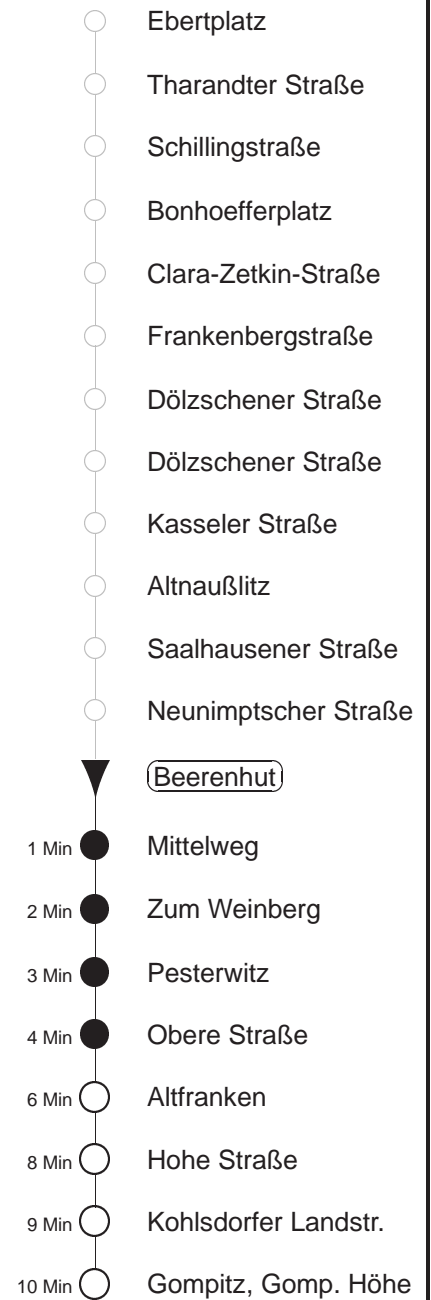 Ebertplatz
Tharandter Straße
Schillingstraße
Bonhoefferplatz
Clara-Zetkin-Straße
Frankenbergstraße
Dölzschener Straße
Dölzschener Straße
Kasseler Straße
Altnaußlitz
Saalhausener Straße
Neunimptscher Straße
Beerenhut
1 Min Mittelweg
2 Min Zum Weinberg
3 Min Pesterwitz
4 Min Obere Straße
6 Min Altfranken
8 Min Hohe Straße
9 Min Kohlsdorfer Landstr.
10 Min Gompitz, Gomp. Höhe